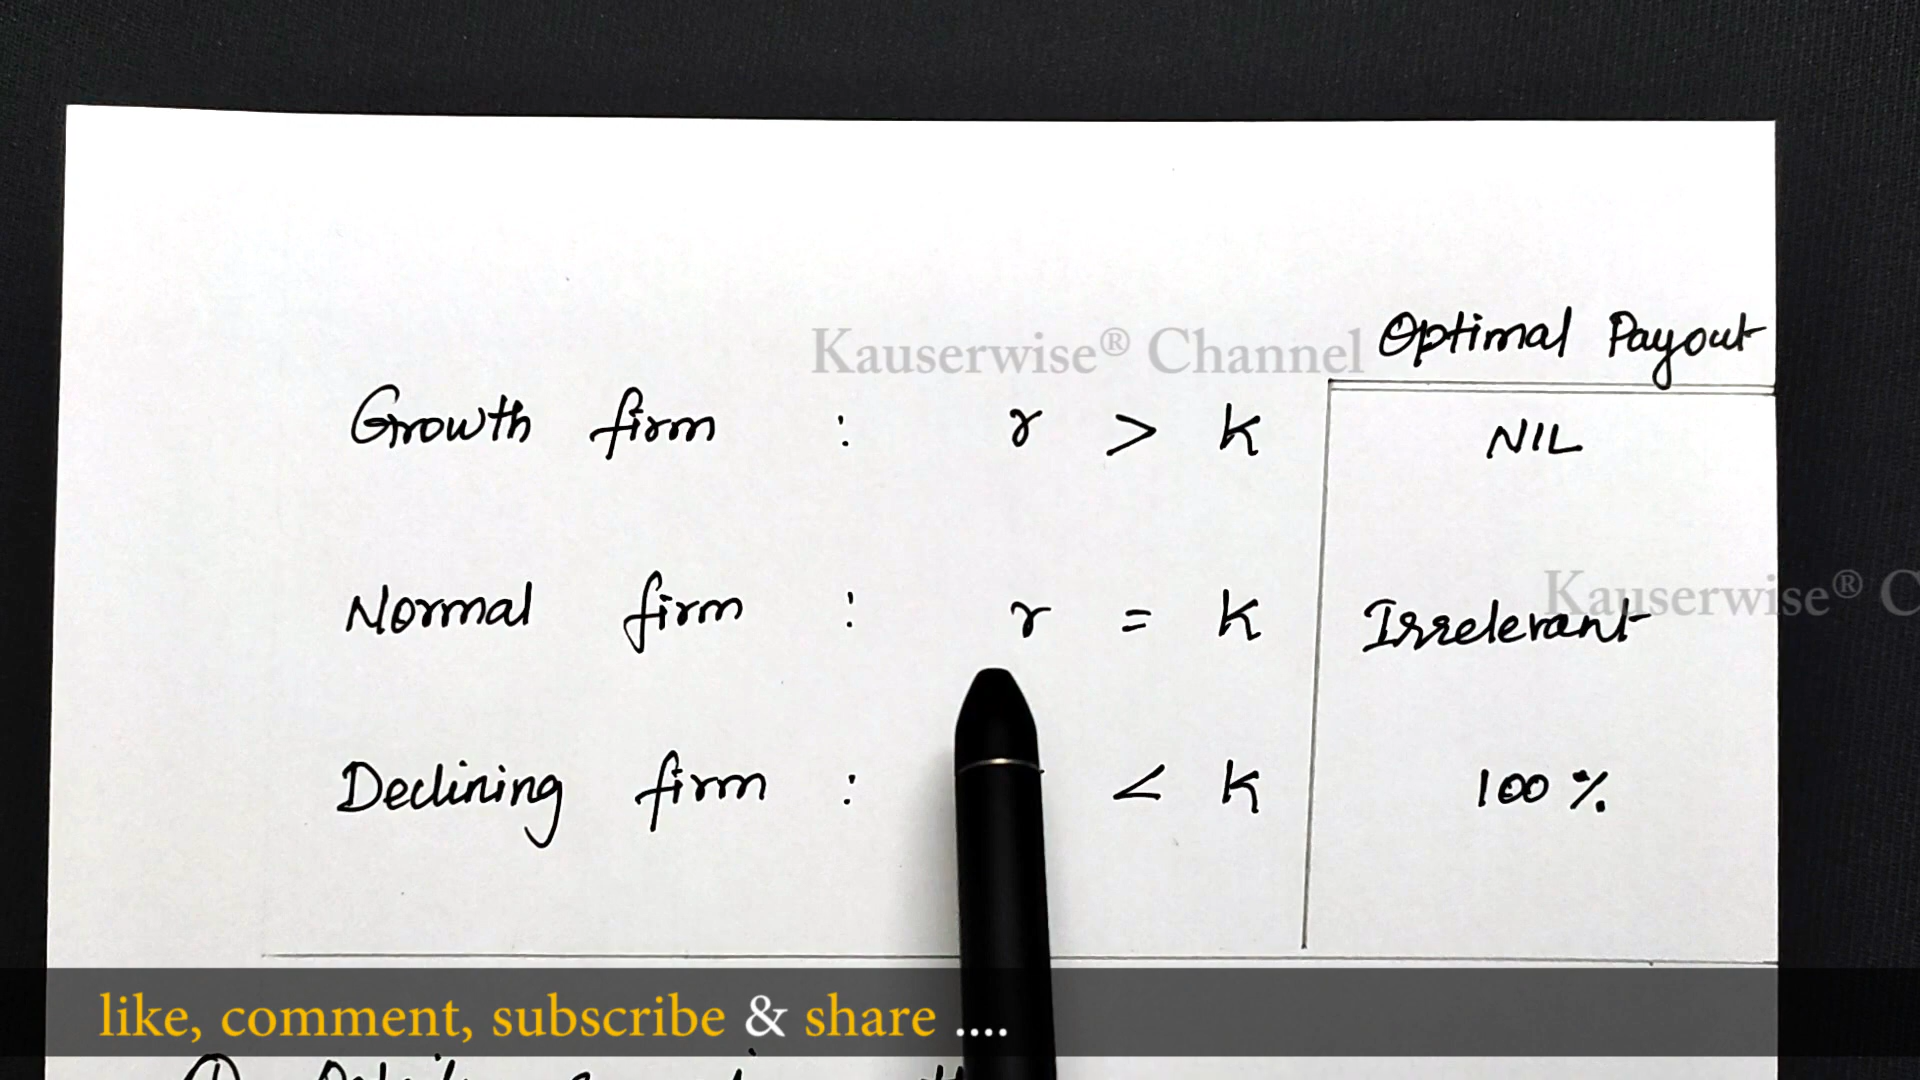 Kauserwise® Channel
Optimal Payout
Growth firm : r > k NIL
Kauserwise® C
Normal firm : r = k Irrelevant
Declining firm : < k 100 %
like, comment, subscribe & share ....